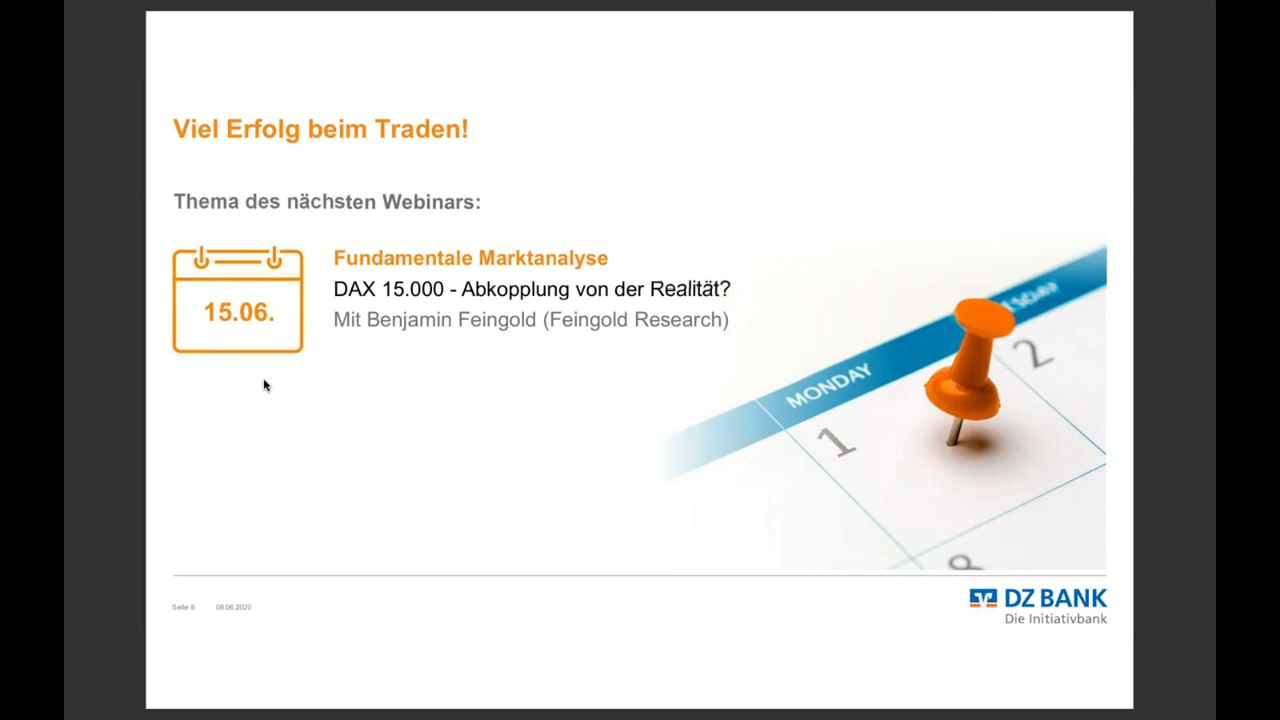 Viel Erfolg beim Traden!
Thema des nächsten Webinars:
15.06.
Fundamentale Marktanalyse
DAX 15.000 - Abkopplung von der Realität?
Mit Benjamin Feingold (Feingold Research)
MONDAY
1
2
8
Seite 8 08.06.2020
DZ BANK
Die Initiativbank